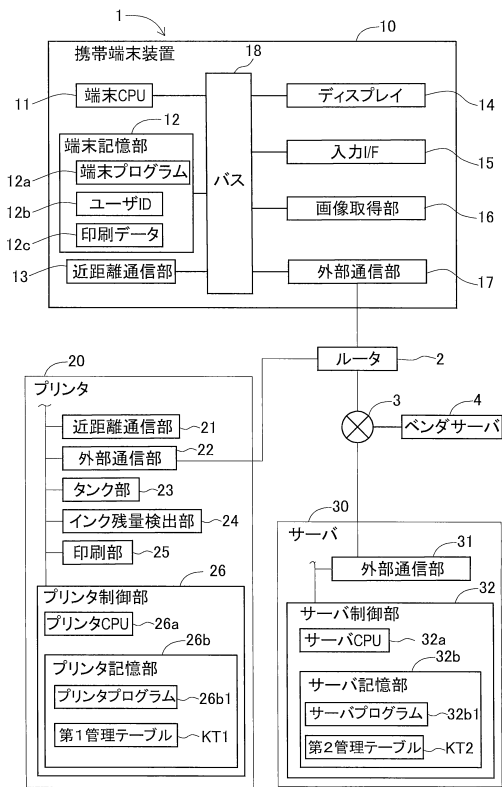 1
10
携帯端末装置
18
11
端末CPU
ディスプレイ
14
12
端末記憶部
12a
端末プログラム
12b
ユーザID
12c
印刷データ
バス
入力I/F
15
画像取得部
16
13
近距離通信部
外部通信部
17
ルータ
2
3
4
ベンダサーバ
20
プリンタ
近距離通信部
21
外部通信部
22
タンク部
23
インク残量検出部
24
印刷部
25
26
プリンタ制御部
プリンタCPU
26a
26b
プリンタ記憶部
プリンタプログラム
26b1
第1管理テーブル
KT1
30
サーバ
31
外部通信部
32
サーバ制御部
サーバCPU
32a
32b
サーバ記憶部
サーバプログラム
32b1
第2管理テーブル
KT2